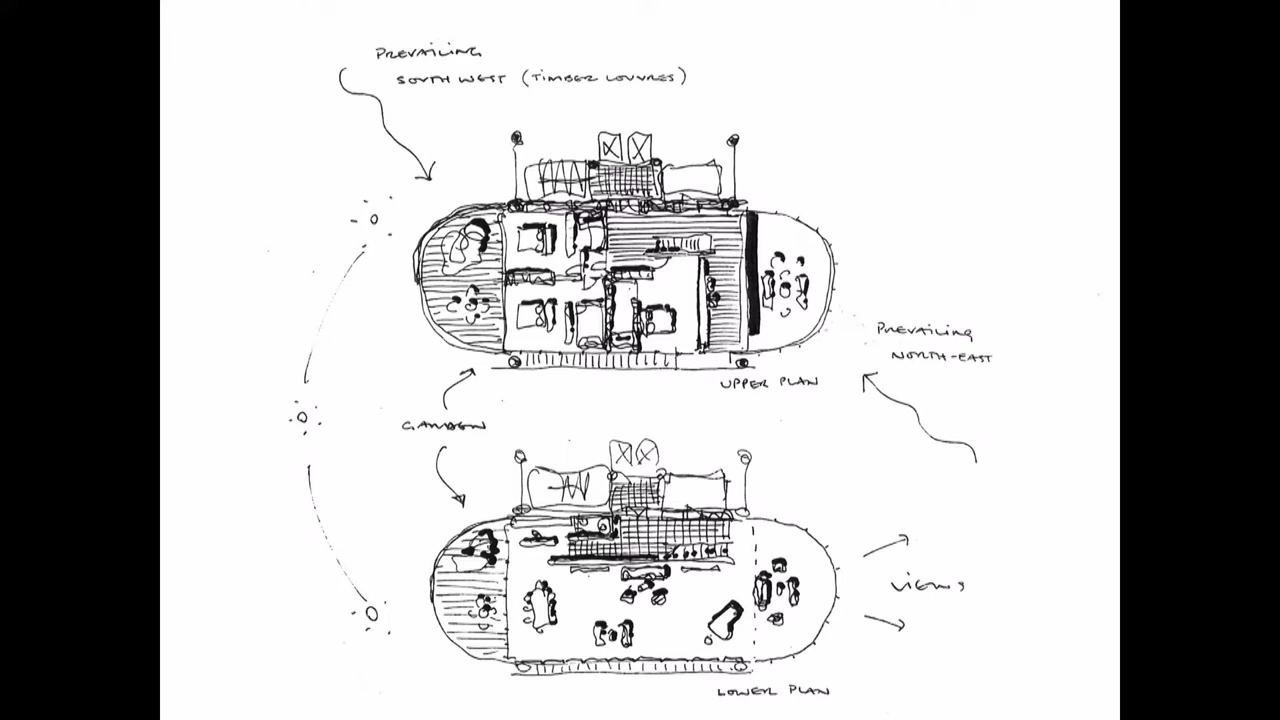 PREVAILING
SOUTH WEST (TIMBER LOUVRES)
PREVAILING
NORTH-EAST
UPPER PLAN
GARDEN
VIEWS
LOWER PLAN